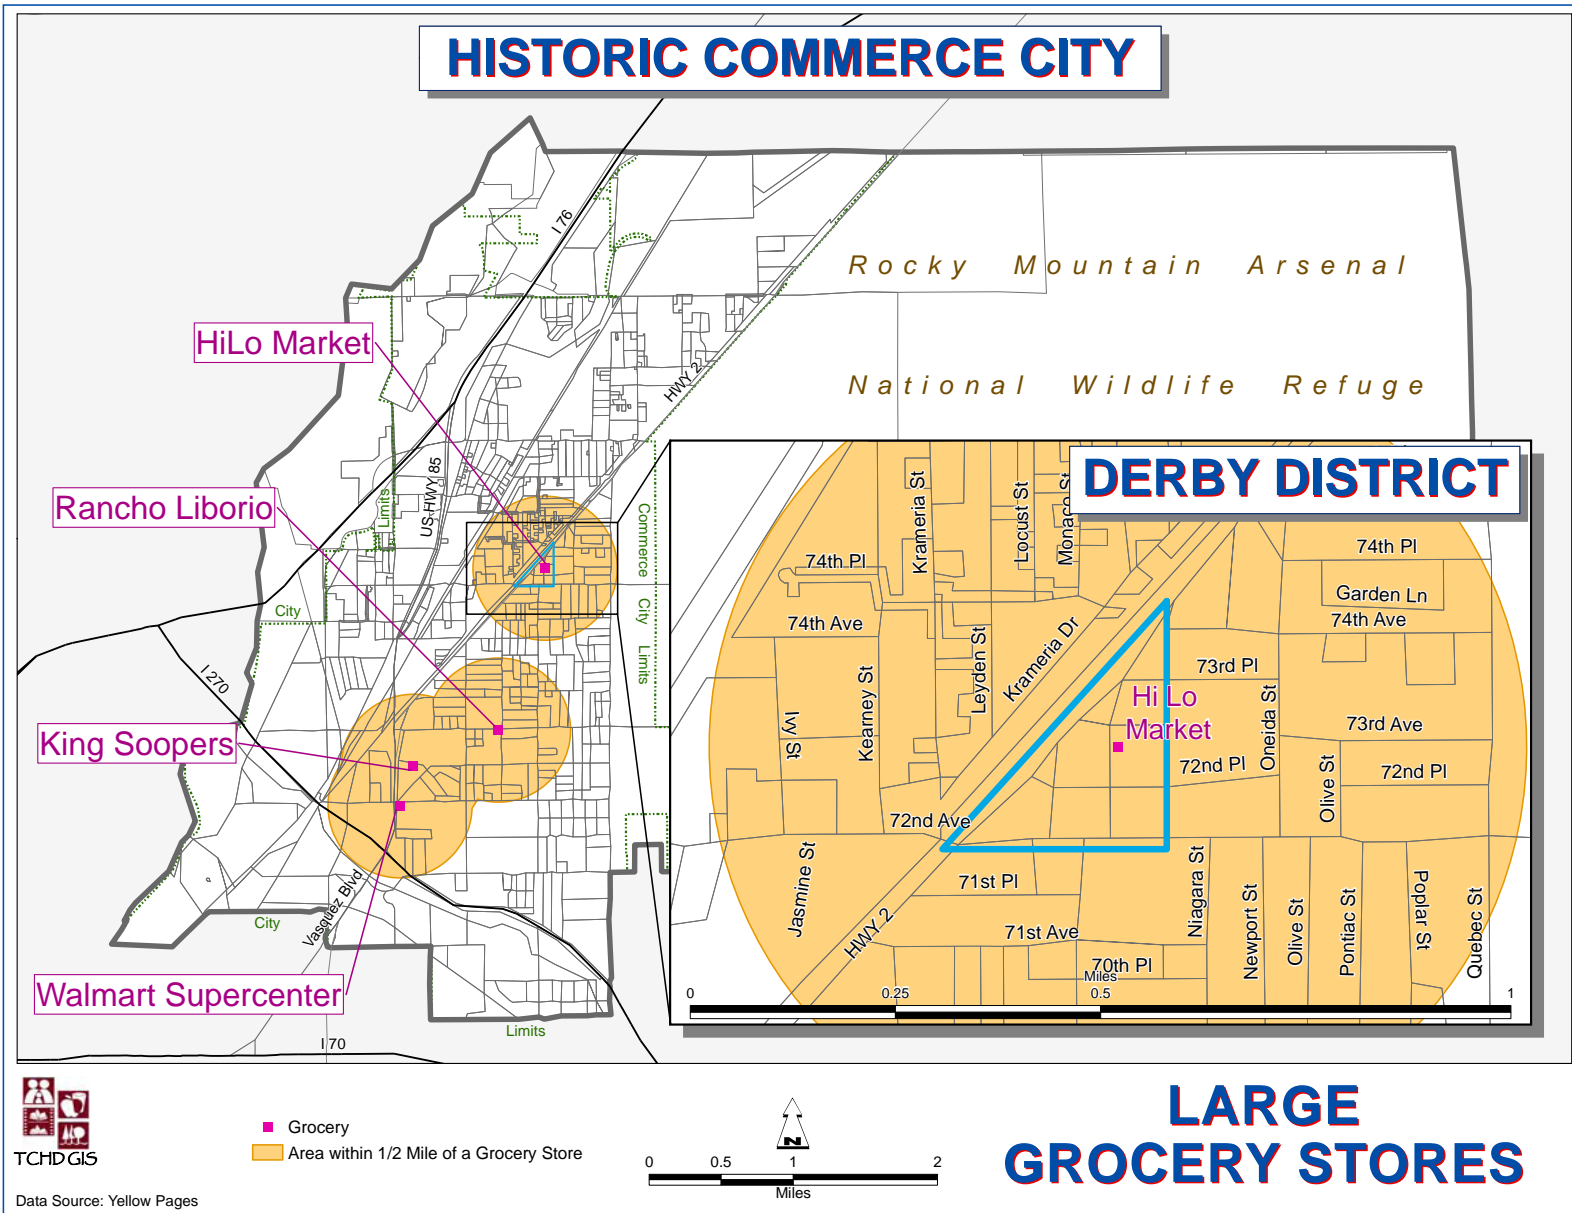 HISTORIC COMMERCE CITY
I 76
Rocky Mountain Arsenal
HiLo Market
HWY 2
National Wildlife Refuge
US HWY 85
Limits
Rancho Liborio
Commerce City Limits
City
I 270
King Soopers
City
Vasquez Blvd
Walmart Supercenter
Limits
I 70
DERBY DISTRICT
Krameria St
Locust St
Monaco St
74th Pl
74th Pl
Garden Ln
74th Ave
74th Ave
Leyden St
Krameria Dr
Kearney St
73rd Pl
Hi Lo
Market
Ivy St
Oneida St
73rd Ave
72nd Pl
72nd Pl
Olive St
72nd Ave
Jasmine St
71st Pl
Niagara St
Newport St
Olive St
Pontiac St
Poplar St
Quebec St
HWY 2
71st Ave
70th Pl
Miles
0 0.25 0.5 1
TCHD GIS
Grocery
Area within 1/2 Mile of a Grocery Store
N
0 0.5 1 2
Miles
LARGE
GROCERY STORES
Data Source: Yellow Pages